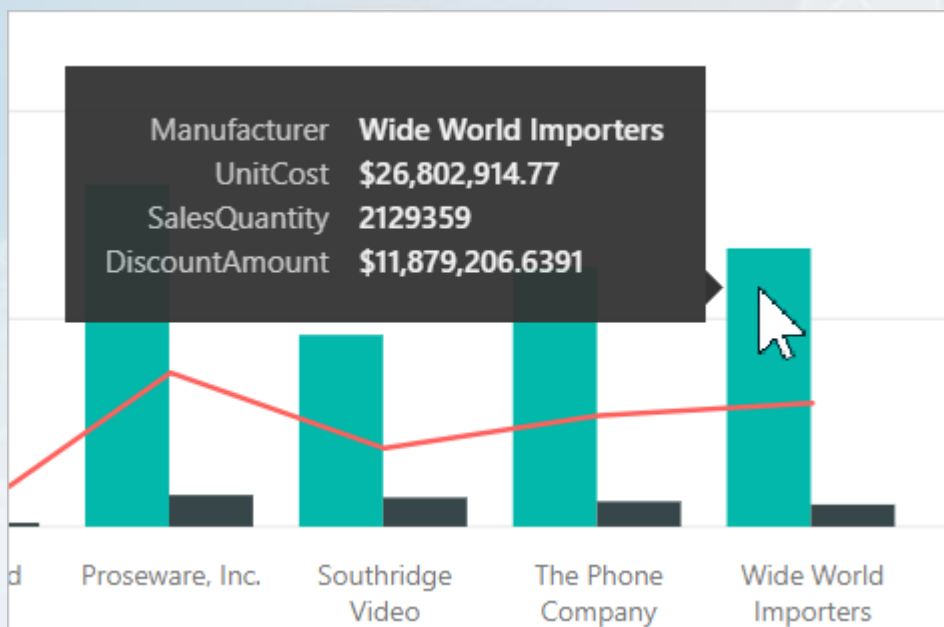 Manufacturer Wide World Importers
UnitCost $26,802,914.77
SalesQuantity 2129359
DiscountAmount $11,879,206.6391
d
Proseware, Inc.
Southridge
Video
The Phone
Company
Wide World
Importers